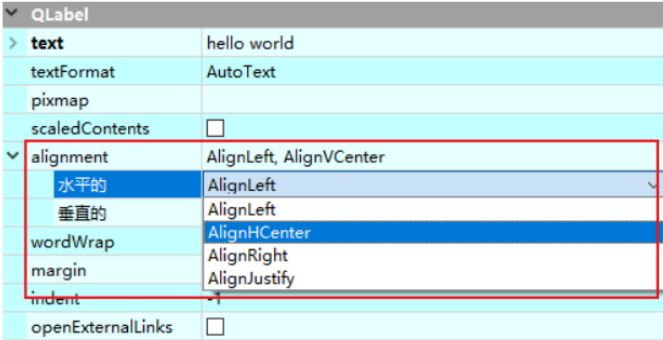 QLabel
text hello world
textFormat AutoText
pixmap
scaledContents
alignment AlignLeft, AlignVCenter
水平的 AlignLeft
垂直的 AlignLeft
wordWrap AlignHCenter
AlignRight
margin AlignJustify
indent -1
openExternalLinks